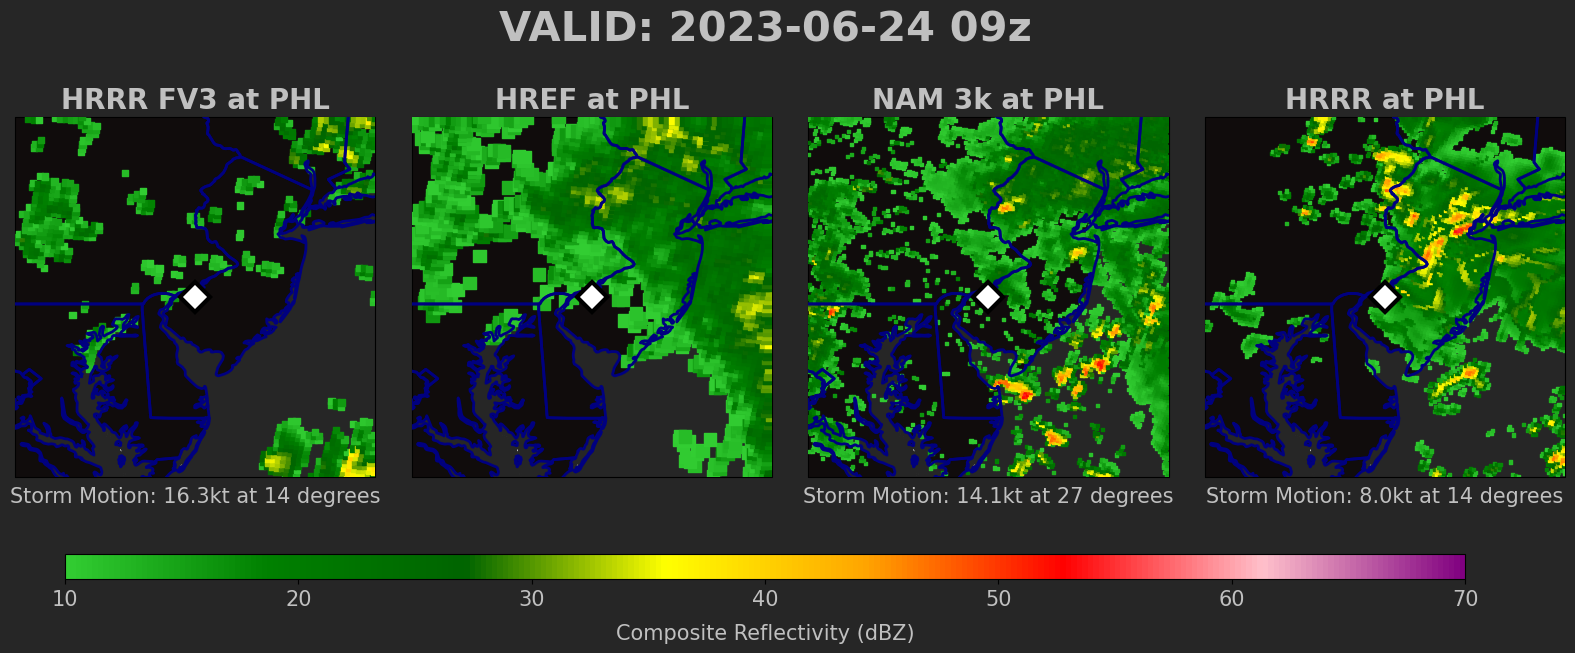 VALID: 2023-06-24 09z
HRRR FV3 at PHL
HREF at PHL
NAM 3k at PHL
HRRR at PHL
Storm Motion: 16.3kt at 14 degrees
Storm Motion: 14.1kt at 27 degrees
Storm Motion: 8.0kt at 14 degrees
10 20 30 40 50 60 70
Composite Reflectivity (dBZ)